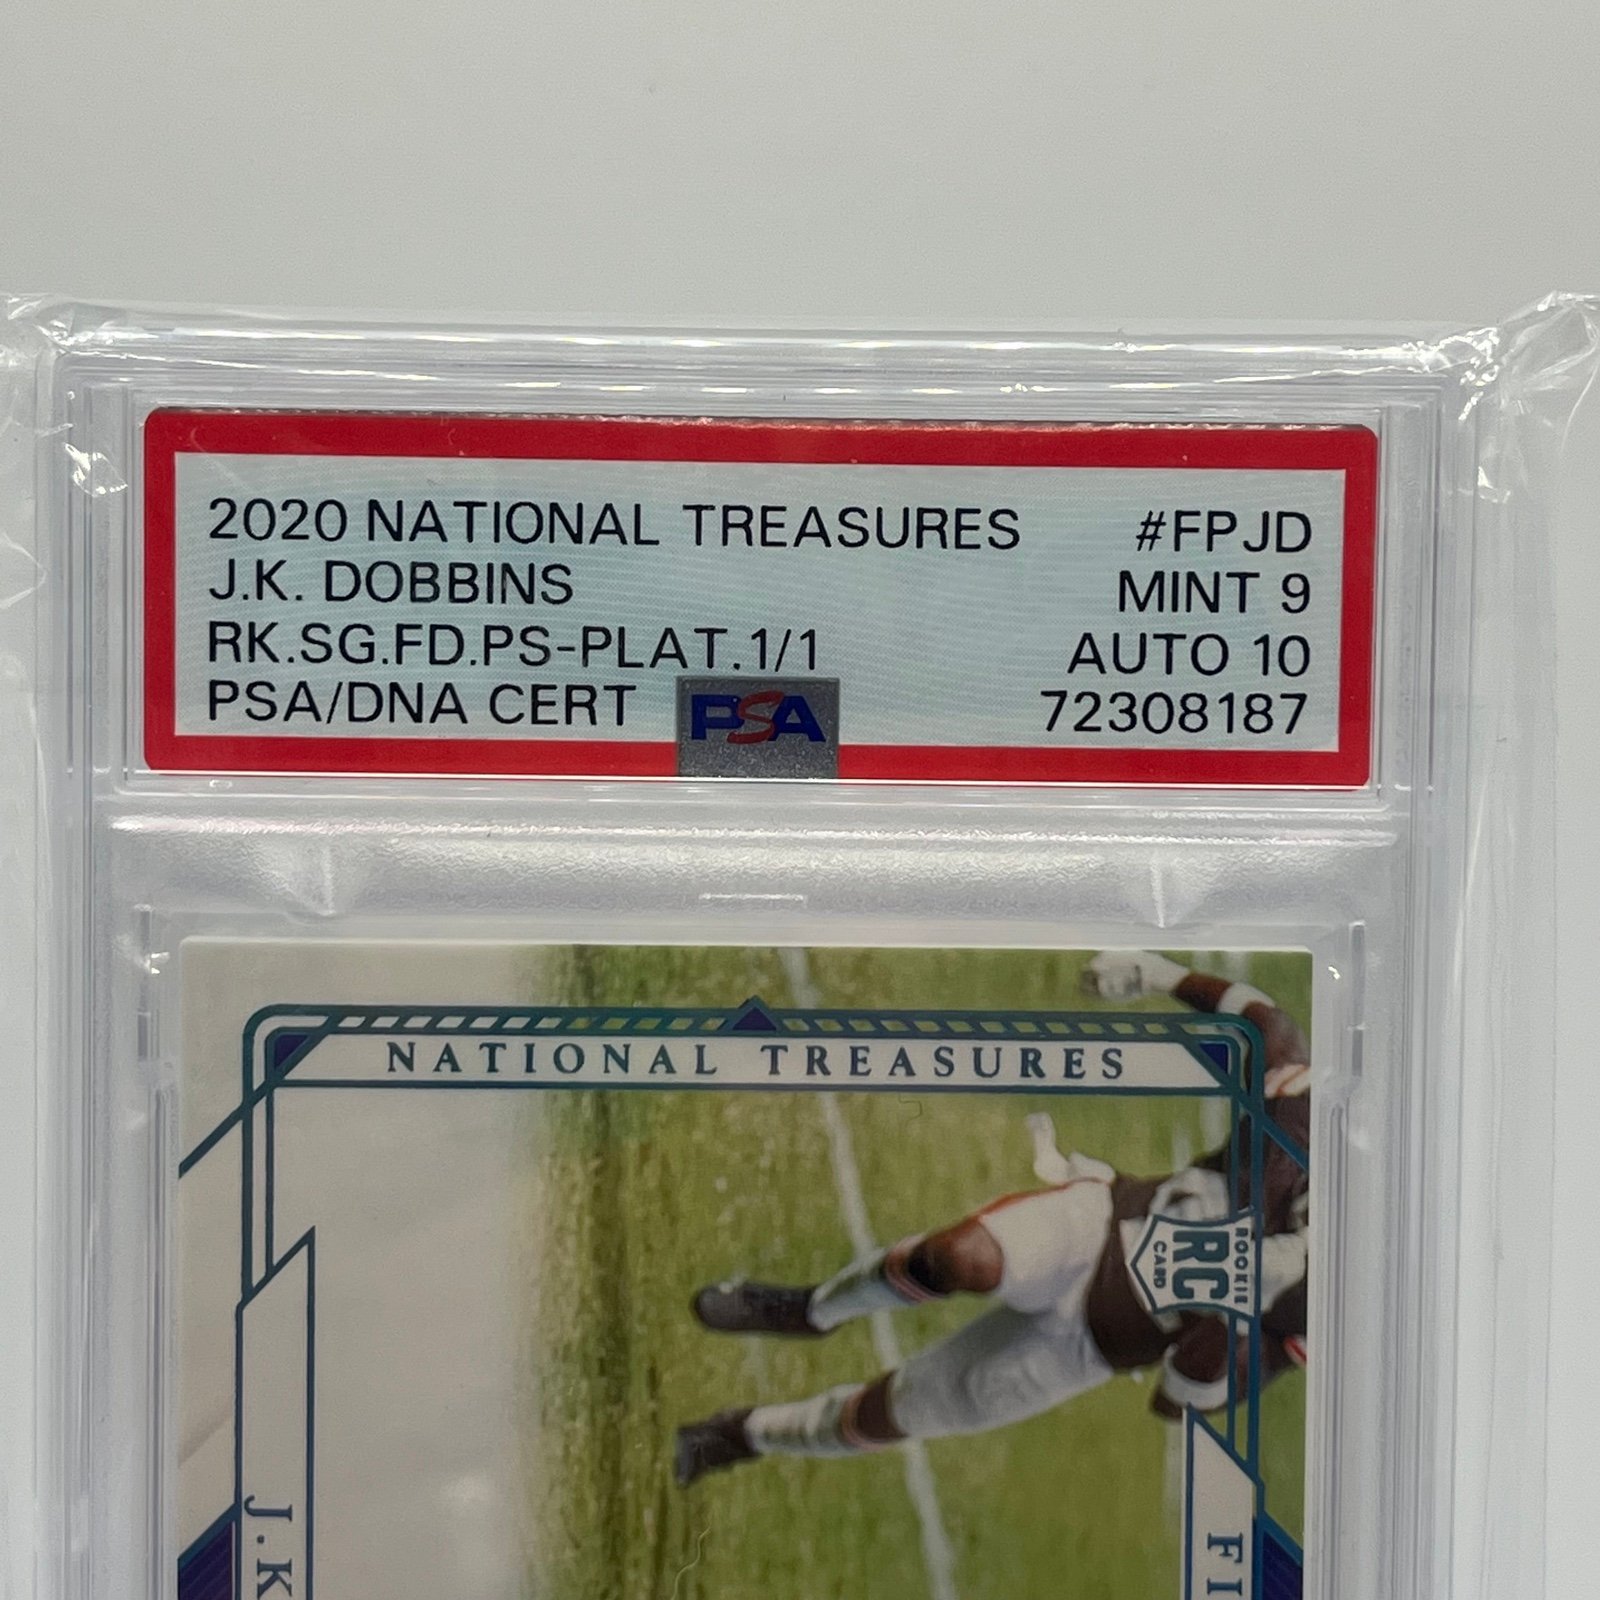 2020 NATIONAL TREASURES #FPJD
J.K. DOBBINS MINT 9
RK.SG.FD.PS-PLAT.1/1 AUTO 10
PSA/DNA CERT PSA 72308187
NATIONAL TREASURES
ROOKIE
RC
CARD
J.K
FI